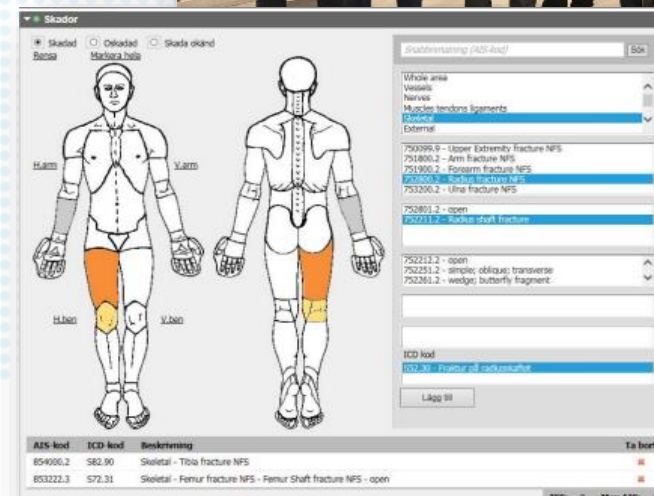 Skador
Skadad Oskadad Skada okänd
Rensa Markera hela
H.arm V.arm
H.ben V.ben
Snabbinmatning (AIS-kod) Sök
Whole area
Vessels
Nerves
Muscles tendons ligaments
Skeletal
External
750099.9 - Upper Extremity fracture NFS
751800.2 - Arm fracture NFS
751900.2 - Forearm fracture NFS
752800.2 - Radius fracture NFS
753200.2 - Ulna fracture NFS
752801.2 - open
752211.2 - Radius shaft fracture
752212.2 - open
752251.2 - simple; oblique; transverse
752261.2 - wedge; butterfly fragment
ICD kod
S52.30 - Fraktur på radiusskaftet
Lägg till
AIS-kod ICD-kod Beskrivning Ta bort
854000.2 S82.90 Skeletal - Tibia fracture NFS
853222.3 S72.31 Skeletal - Femur fracture NFS - Femur Shaft fracture NFS - open